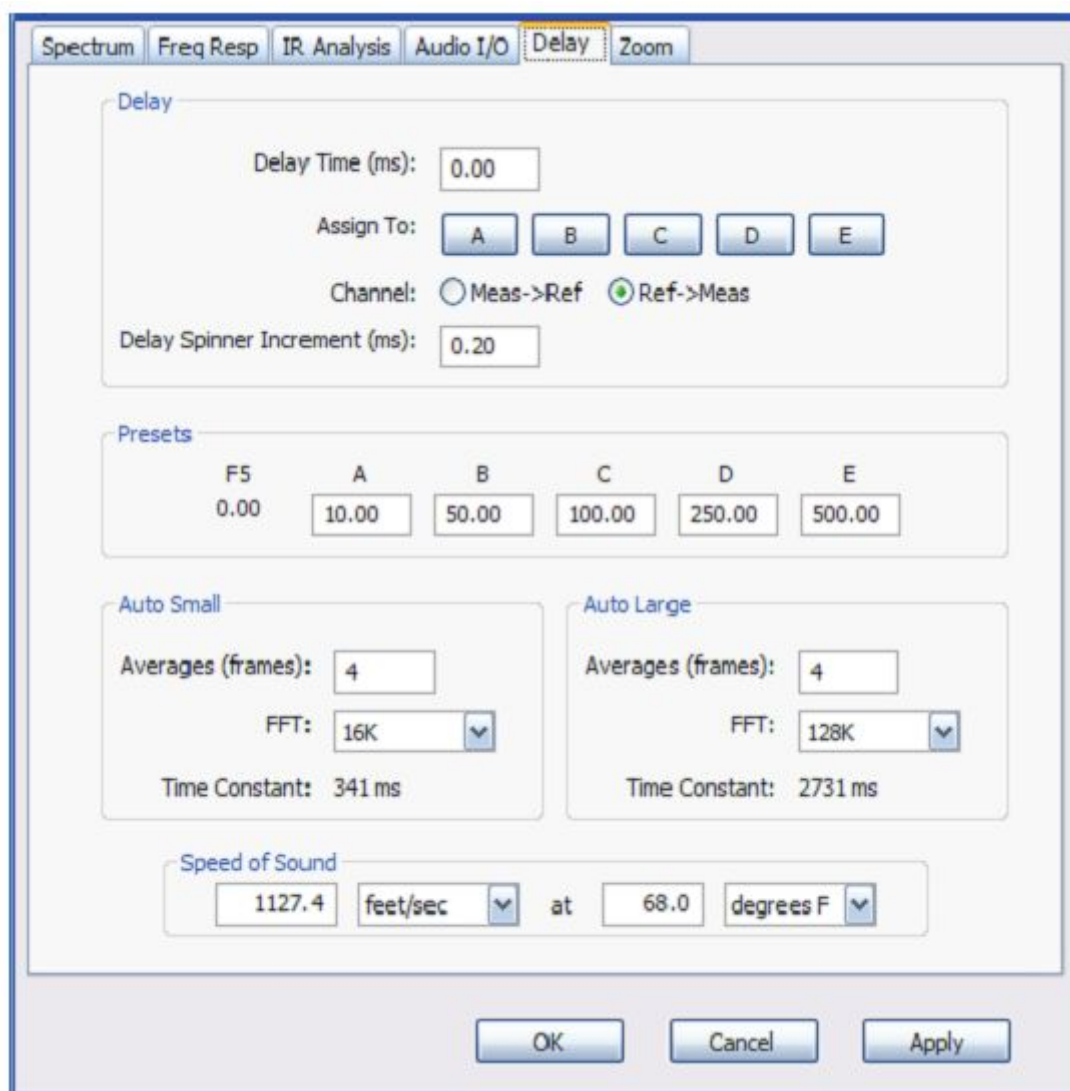 Spectrum Freq Resp IR Analysis Audio I/O Delay Zoom
Delay
Delay Time (ms): 0.00
Assign To: A B C D E
Channel: Meas->Ref Ref->Meas
Delay Spinner Increment (ms): 0.20
Presets
F5 A B C D E
0.00 10.00 50.00 100.00 250.00 500.00
Auto Small
Averages (frames): 4
FFT: 16K
Time Constant: 341 ms
Auto Large
Averages (frames): 4
FFT: 128K
Time Constant: 2731 ms
Speed of Sound
1127.4 feet/sec at 68.0 degrees F
OK Cancel Apply